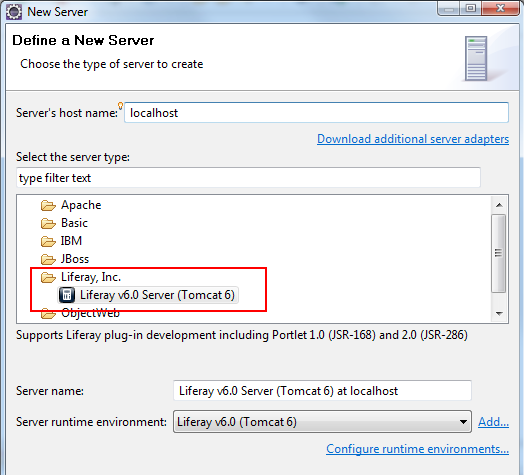 New Server
Define a New Server
Choose the type of server to create
Server's host name: localhost
Download additional server adapters
Select the server type:
type filter text
Apache
Basic
IBM
JBoss
Liferay, Inc.
Liferay v6.0 Server (Tomcat 6)
ObjectWeb
Supports Liferay plug-in development including Portlet 1.0 (JSR-168) and 2.0 (JSR-286)
Server name: Liferay v6.0 Server (Tomcat 6) at localhost
Server runtime environment: Liferay v6.0 (Tomcat 6) Add...
Configure runtime environments...